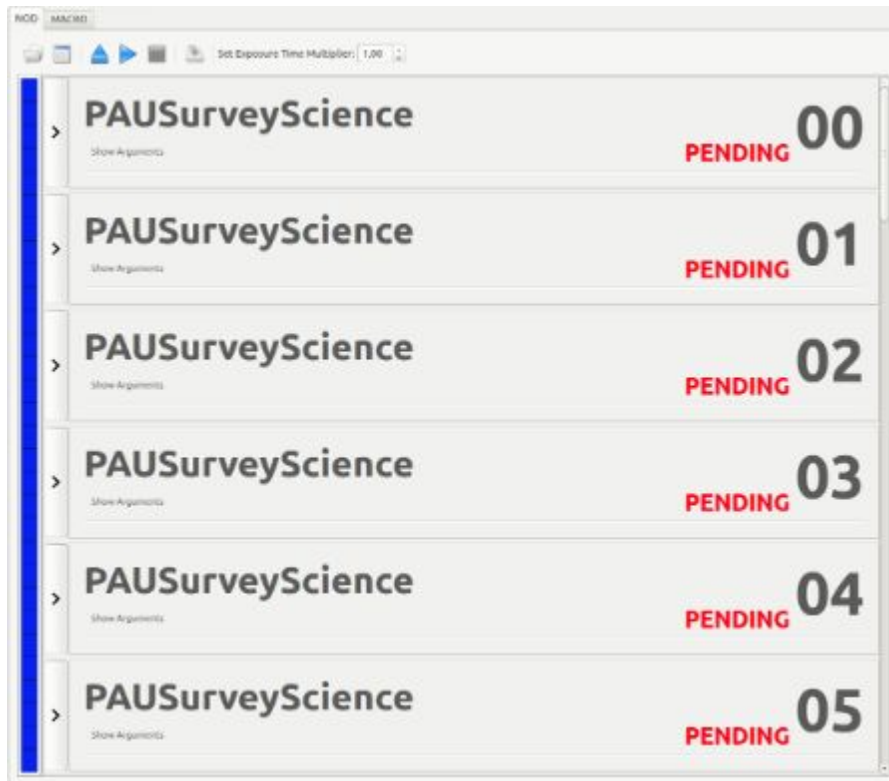 NOD MACRO
Set Exposure Time Multiplier: 1,00
PAUSurveyScience
Show Arguments
PENDING 00
PAUSurveyScience
Show Arguments
PENDING 01
PAUSurveyScience
Show Arguments
PENDING 02
PAUSurveyScience
Show Arguments
PENDING 03
PAUSurveyScience
Show Arguments
PENDING 04
PAUSurveyScience
Show Arguments
PENDING 05